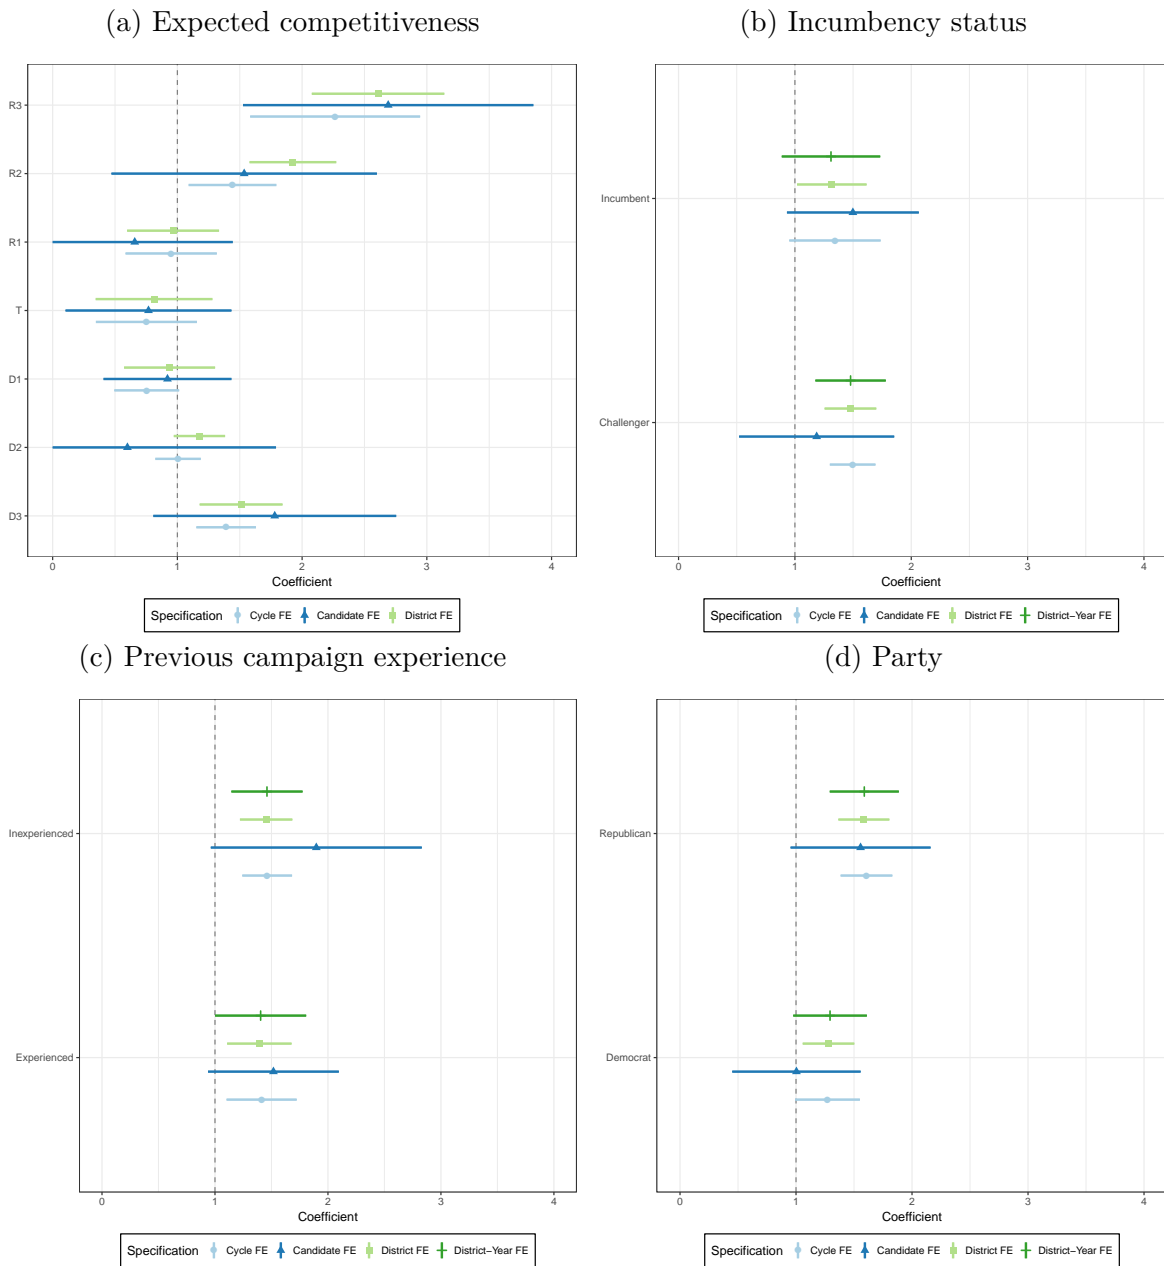 (a) Expected competitiveness
R3
R2
R1
T
D1
D2
D3
0 1 2 3 4
Coefficient
Specification Cycle FE Candidate FE District FE
(b) Incumbency status
Incumbent
Challenger
0 1 2 3 4
Coefficient
Specification Cycle FE Candidate FE District FE District−Year FE
(c) Previous campaign experience
Inexperienced
Experienced
0 1 2 3 4
Coefficient
Specification Cycle FE Candidate FE District FE District−Year FE
(d) Party
Republican
Democrat
0 1 2 3 4
Coefficient
Specification Cycle FE Candidate FE District FE District−Year FE